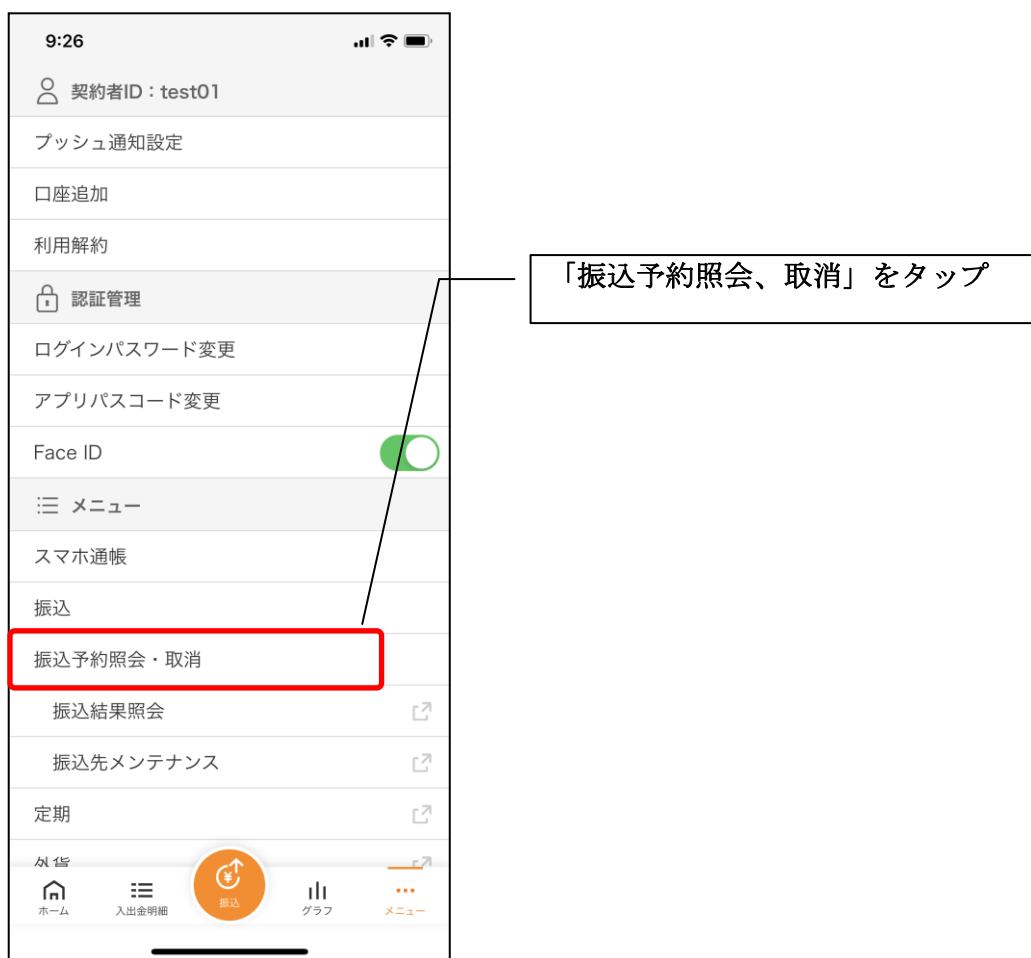 9:26
契約者ID：test01
プッシュ通知設定
口座追加
利用解約
「振込予約照会、取消」をタップ
認証管理
ログインパスワード変更
アプリパスコード変更
Face ID
メニュー
スマホ通帳
振込
振込予約照会・取消
振込結果照会
振込先メンテナンス
定期
外貨
ホーム
入出金明細
振込
グラフ
メニュー